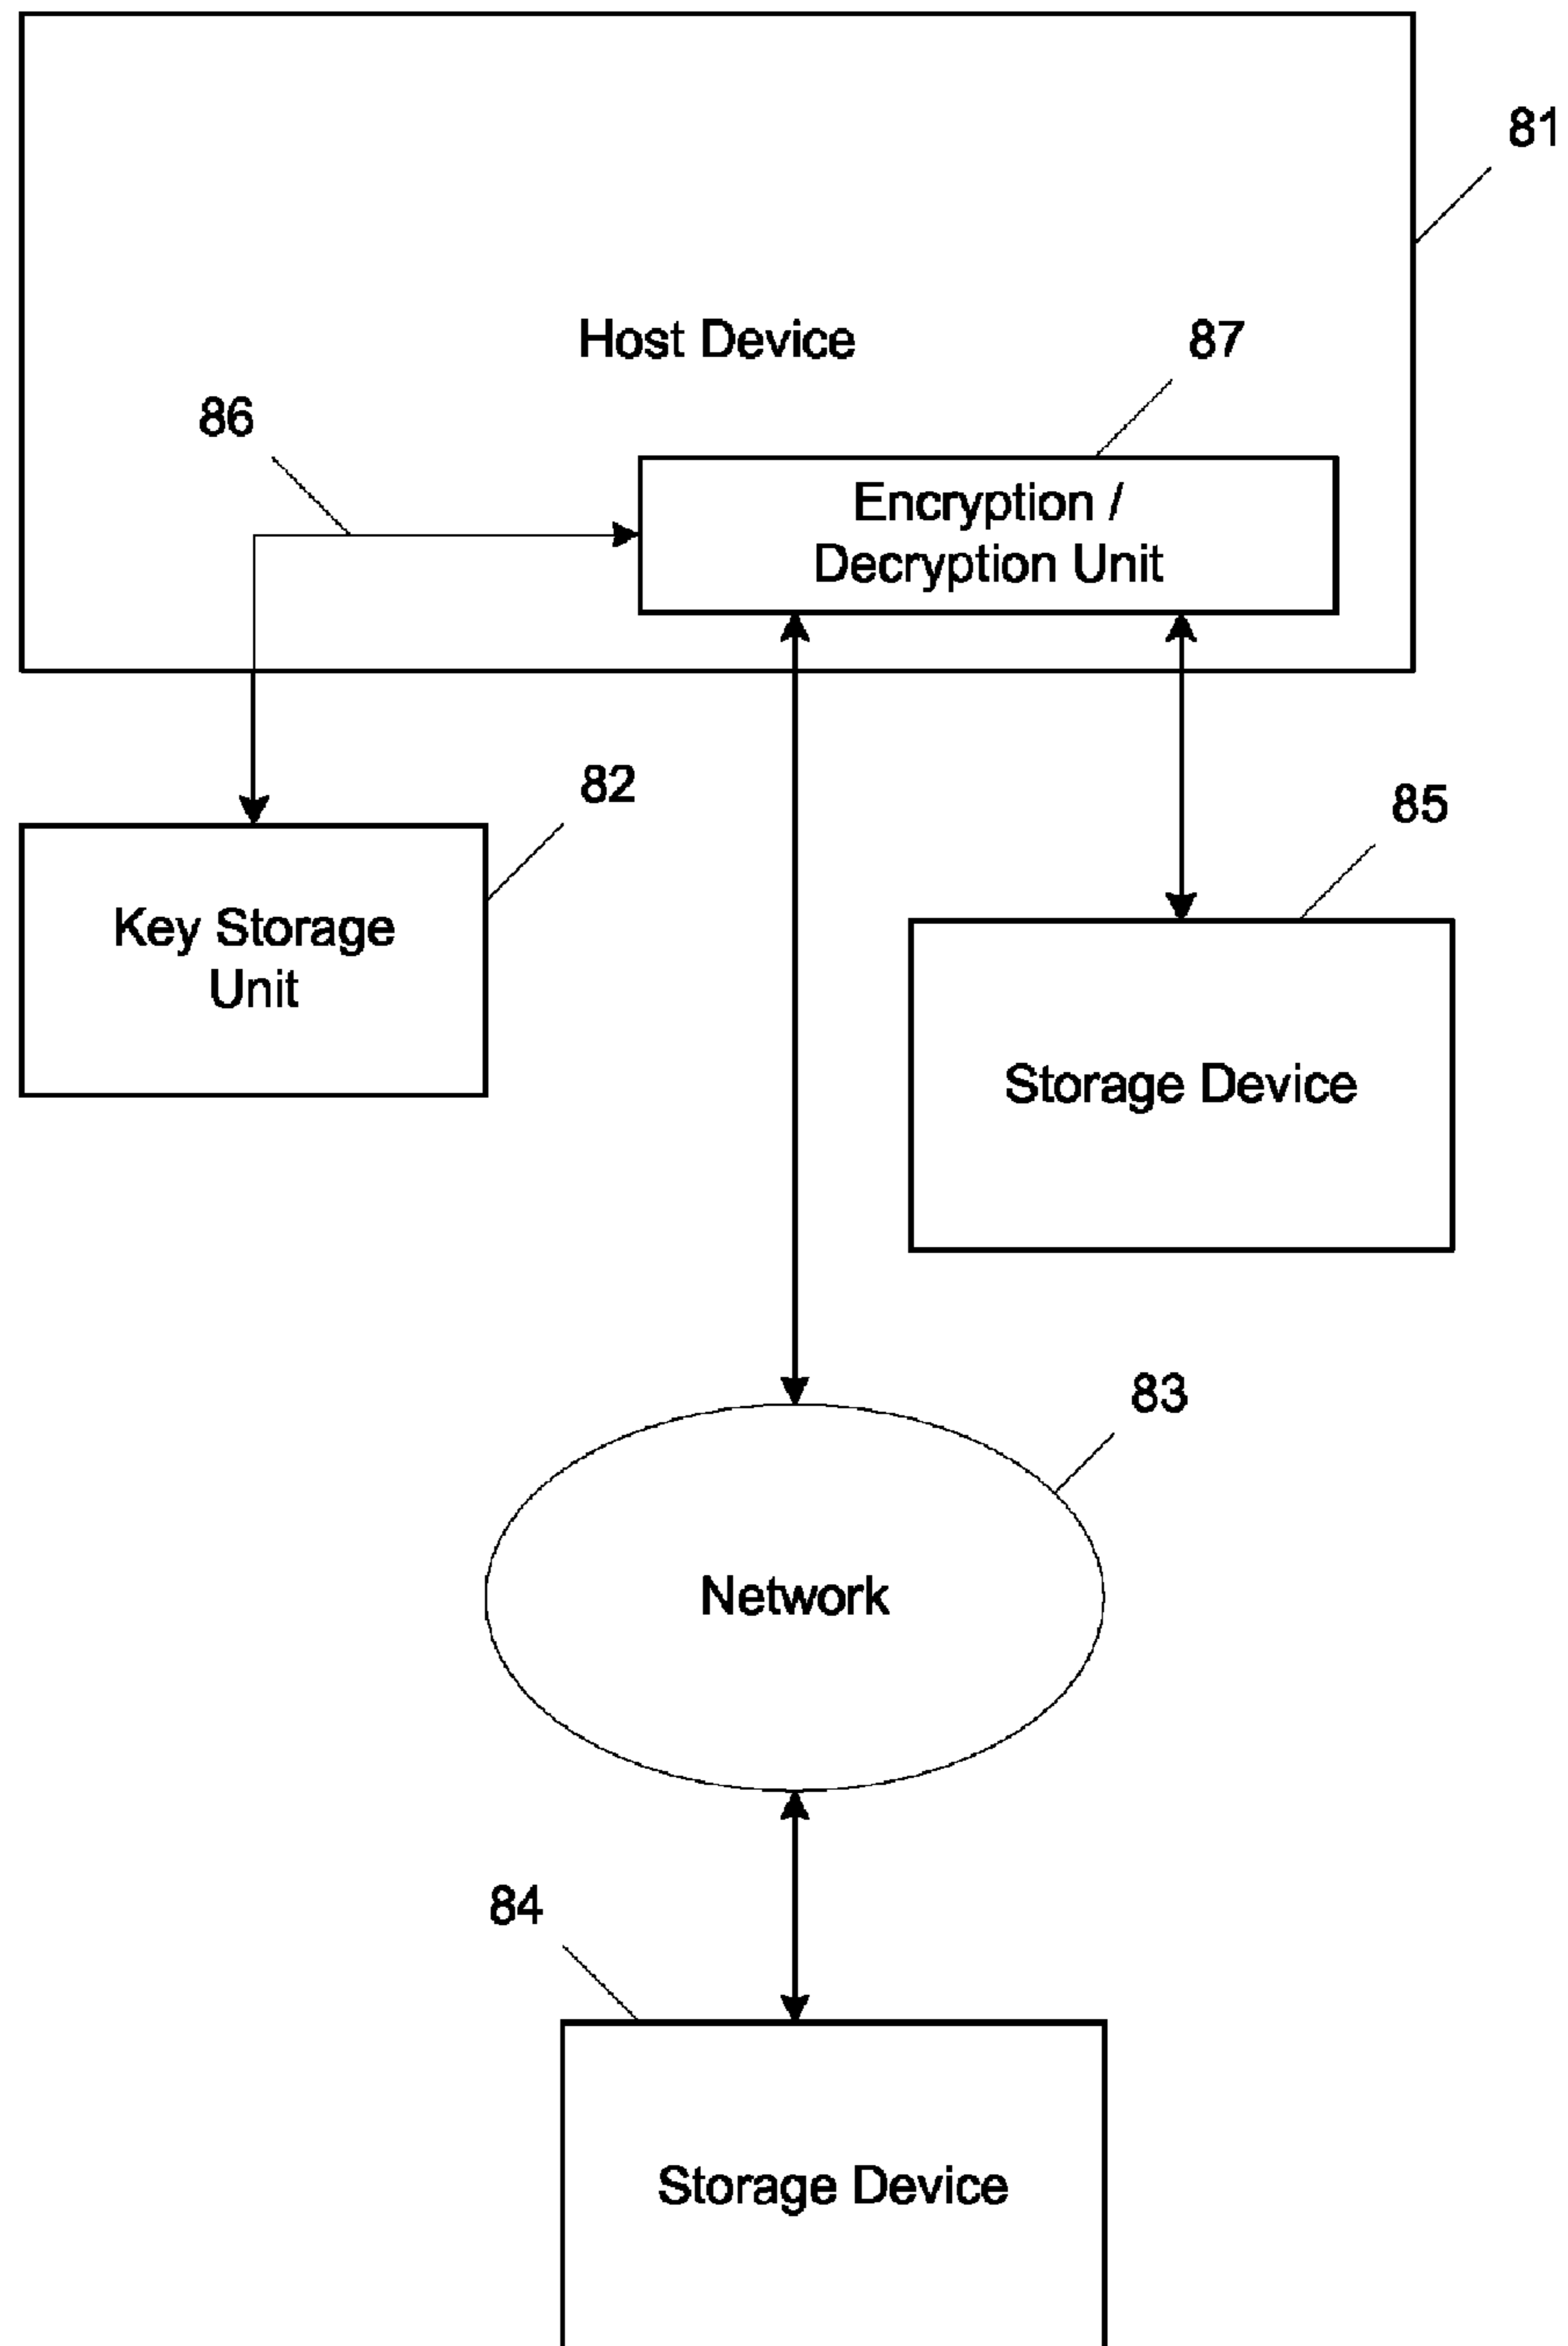 81
Host Device
87
86
Encryption /
Decryption Unit
82
85
Key Storage
Unit
Storage Device
83
Network
84
Storage Device